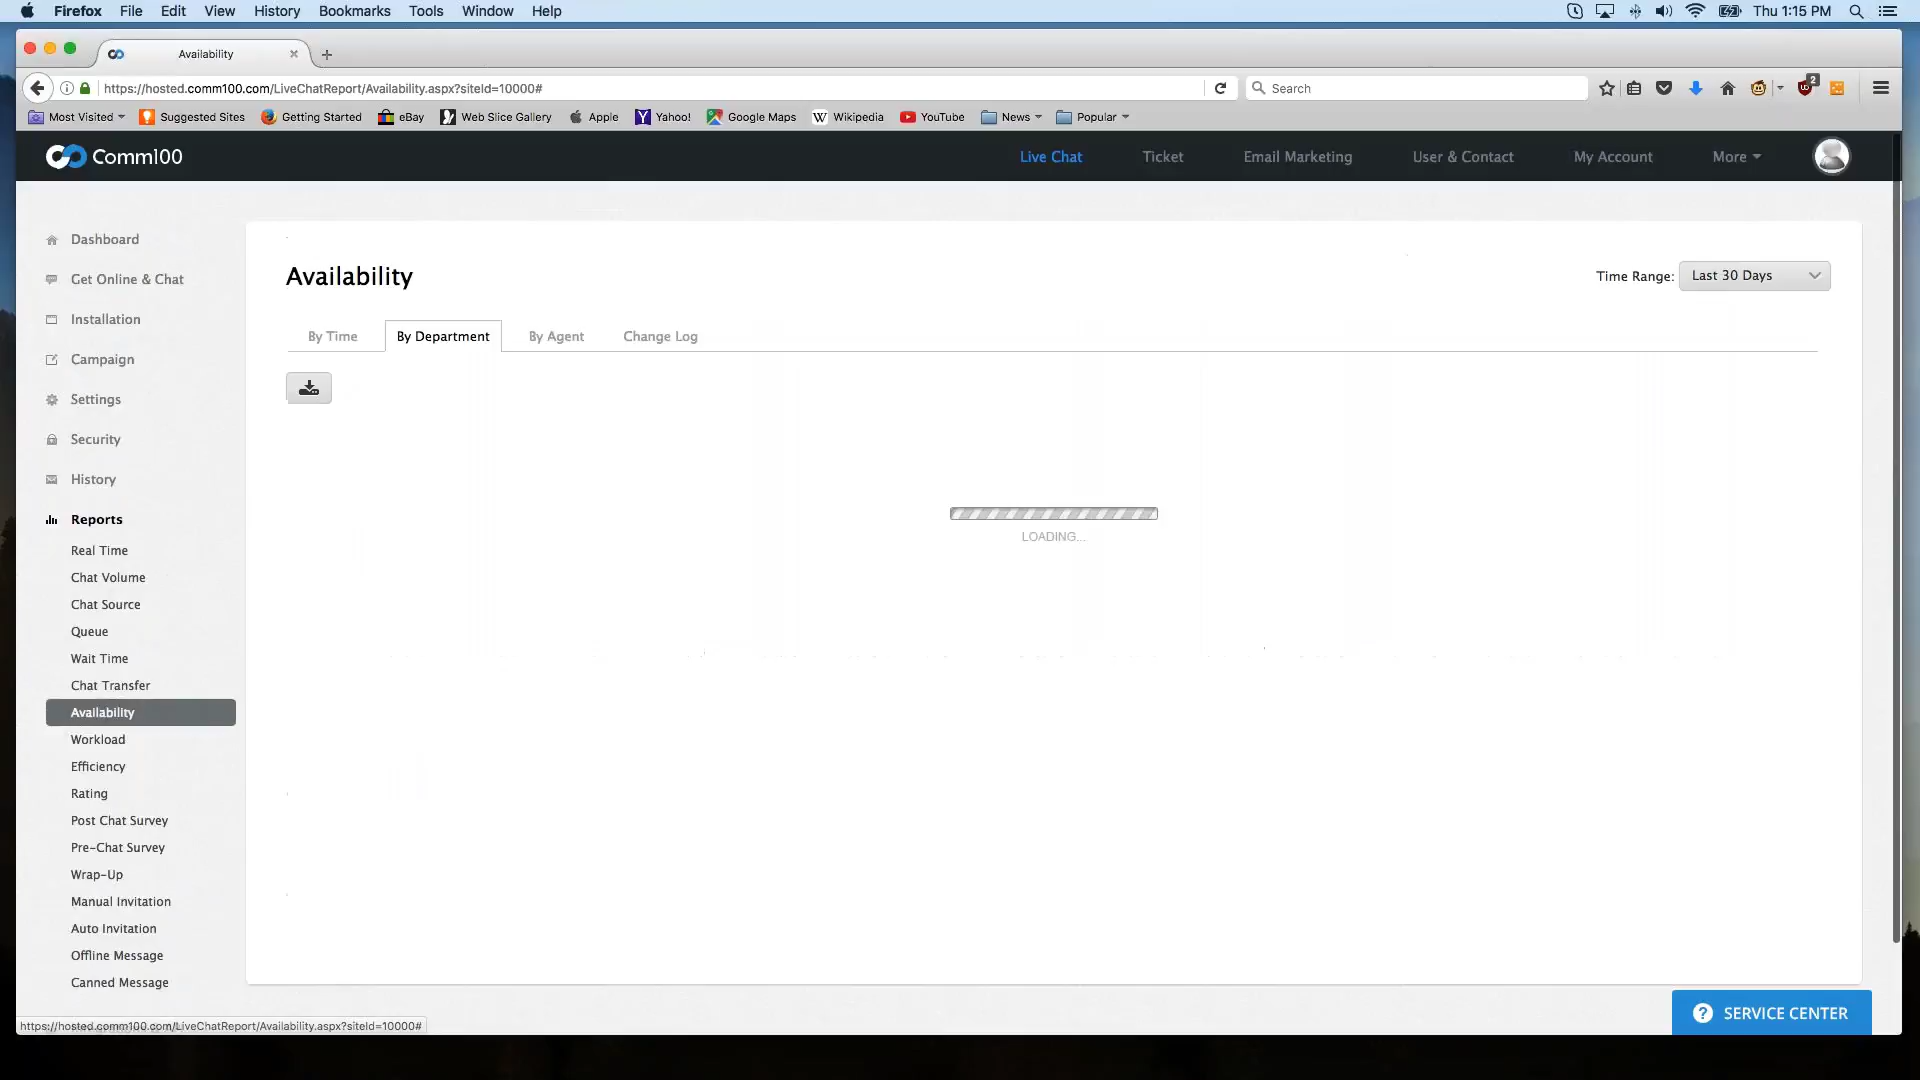 Firefox File Edit View History Bookmarks Tools Window Help Thu 1:15 PM
Availability
https://hosted.comm100.com/LiveChatReport/Availability.aspx?siteId=10000# Search 2
Most Visited Suggested Sites Getting Started eBay Web Slice Gallery Apple Yahoo! Google Maps Wikipedia YouTube News Popular
Comm100 Live Chat Ticket Email Marketing User & Contact My Account More
Dashboard
Get Online & Chat
Installation
Campaign
Settings
Security
History
Reports
Real Time
Chat Volume
Chat Source
Queue
Wait Time
Chat Transfer
Availability
Workload
Efficiency
Rating
Post Chat Survey
Pre-Chat Survey
Wrap-Up
Manual Invitation
Auto Invitation
Offline Message
Canned Message
Availability Time Range: Last 30 Days
By Time By Department By Agent Change Log
LOADING...
? SERVICE CENTER
https://hosted.comm100.com/LiveChatReport/Availability.aspx?siteId=10000#